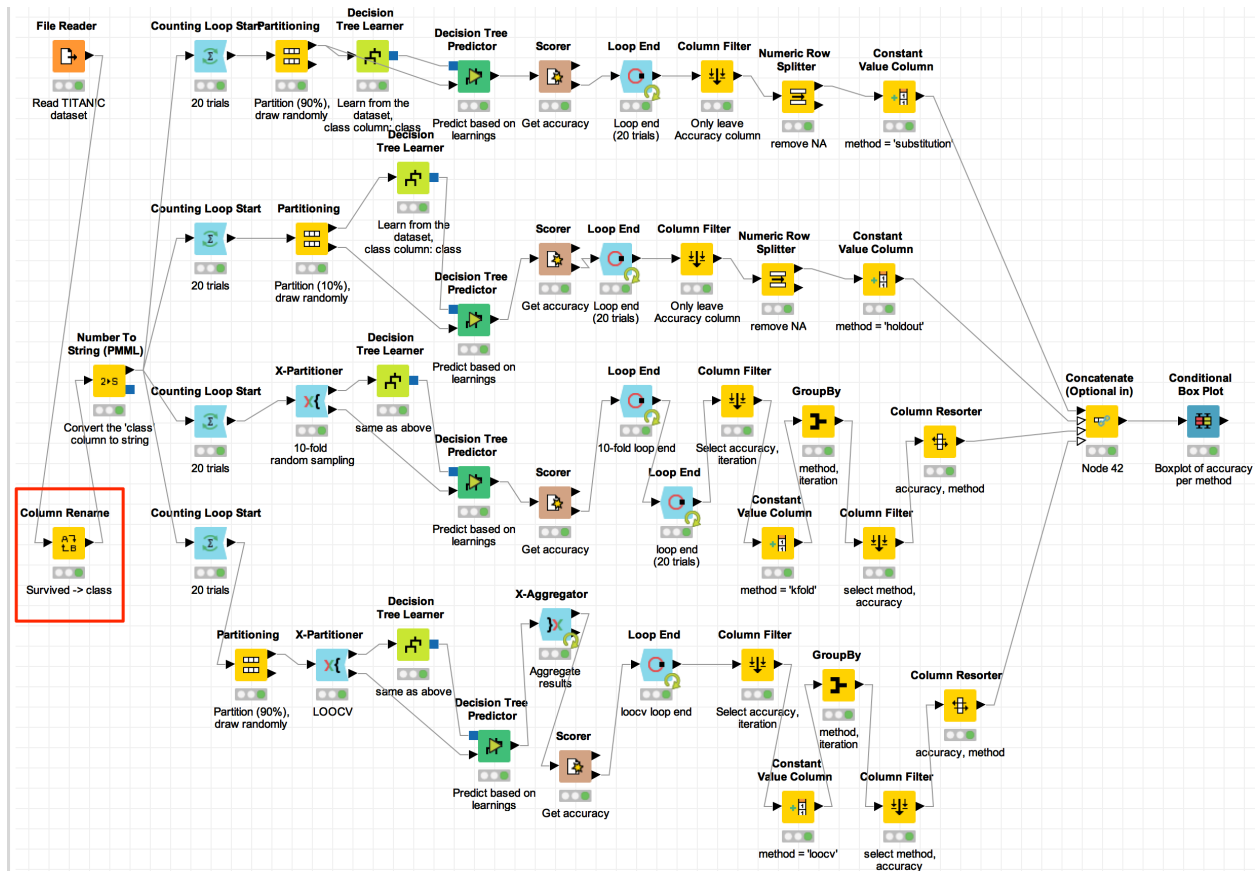 File Reader
Read TITANIC
dataset
Counting Loop Start
20 trials
Partitioning
Partition (90%),
draw randomly
Decision
Tree Learner
Learn from the
dataset,
class column: class
Decision Tree
Predictor
Predict based on
learnings
Scorer
Get accuracy
Loop End
Loop end
(20 trials)
Column Filter
Only leave
Accuracy column
Numeric Row
Splitter
remove NA
Constant
Value Column
method = 'substitution'
Counting Loop Start
20 trials
Partitioning
Partition (10%),
draw randomly
Decision
Tree Learner
Learn from the
dataset,
class column: class
Decision Tree
Predictor
Predict based on
learnings
Scorer
Get accuracy
Loop End
Loop end
(20 trials)
Column Filter
Only leave
Accuracy column
Numeric Row
Splitter
remove NA
Constant
Value Column
method = 'holdout'
Number To
String (PMML)
2▸S
Convert the 'class
column to string
Counting Loop Start
20 trials
X-Partitioner
X{
10-fold
random sampling
Decision
Tree Learner
same as above
Decision Tree
Predictor
Predict based on
learnings
Scorer
Get accuracy
Loop End
10-fold loop end
Loop End
loop end
(20 trials)
Column Filter
Select accuracy,
iteration
Constant
Value Column
method = 'kfold'
GroupBy
method,
iteration
Column Filter
select method,
accuracy
Column Resorter
accuracy, method
Concatenate
(Optional in)
Node 42
Conditional
Box Plot
Boxplot of accuracy
per method
Column Rename
Survived -> class
Counting Loop Start
20 trials
Partitioning
Partition (90%),
draw randomly
X-Partitioner
X{
LOOCV
Decision
Tree Learner
same as above
Decision Tree
Predictor
Predict based on
learnings
X-Aggregator
}X
Aggregate
results
Scorer
Get accuracy
Loop End
loocv loop end
Column Filter
Select accuracy,
iteration
Constant
Value Column
method = 'loocv'
GroupBy
method,
iteration
Column Filter
select method,
accuracy
Column Resorter
accuracy, method